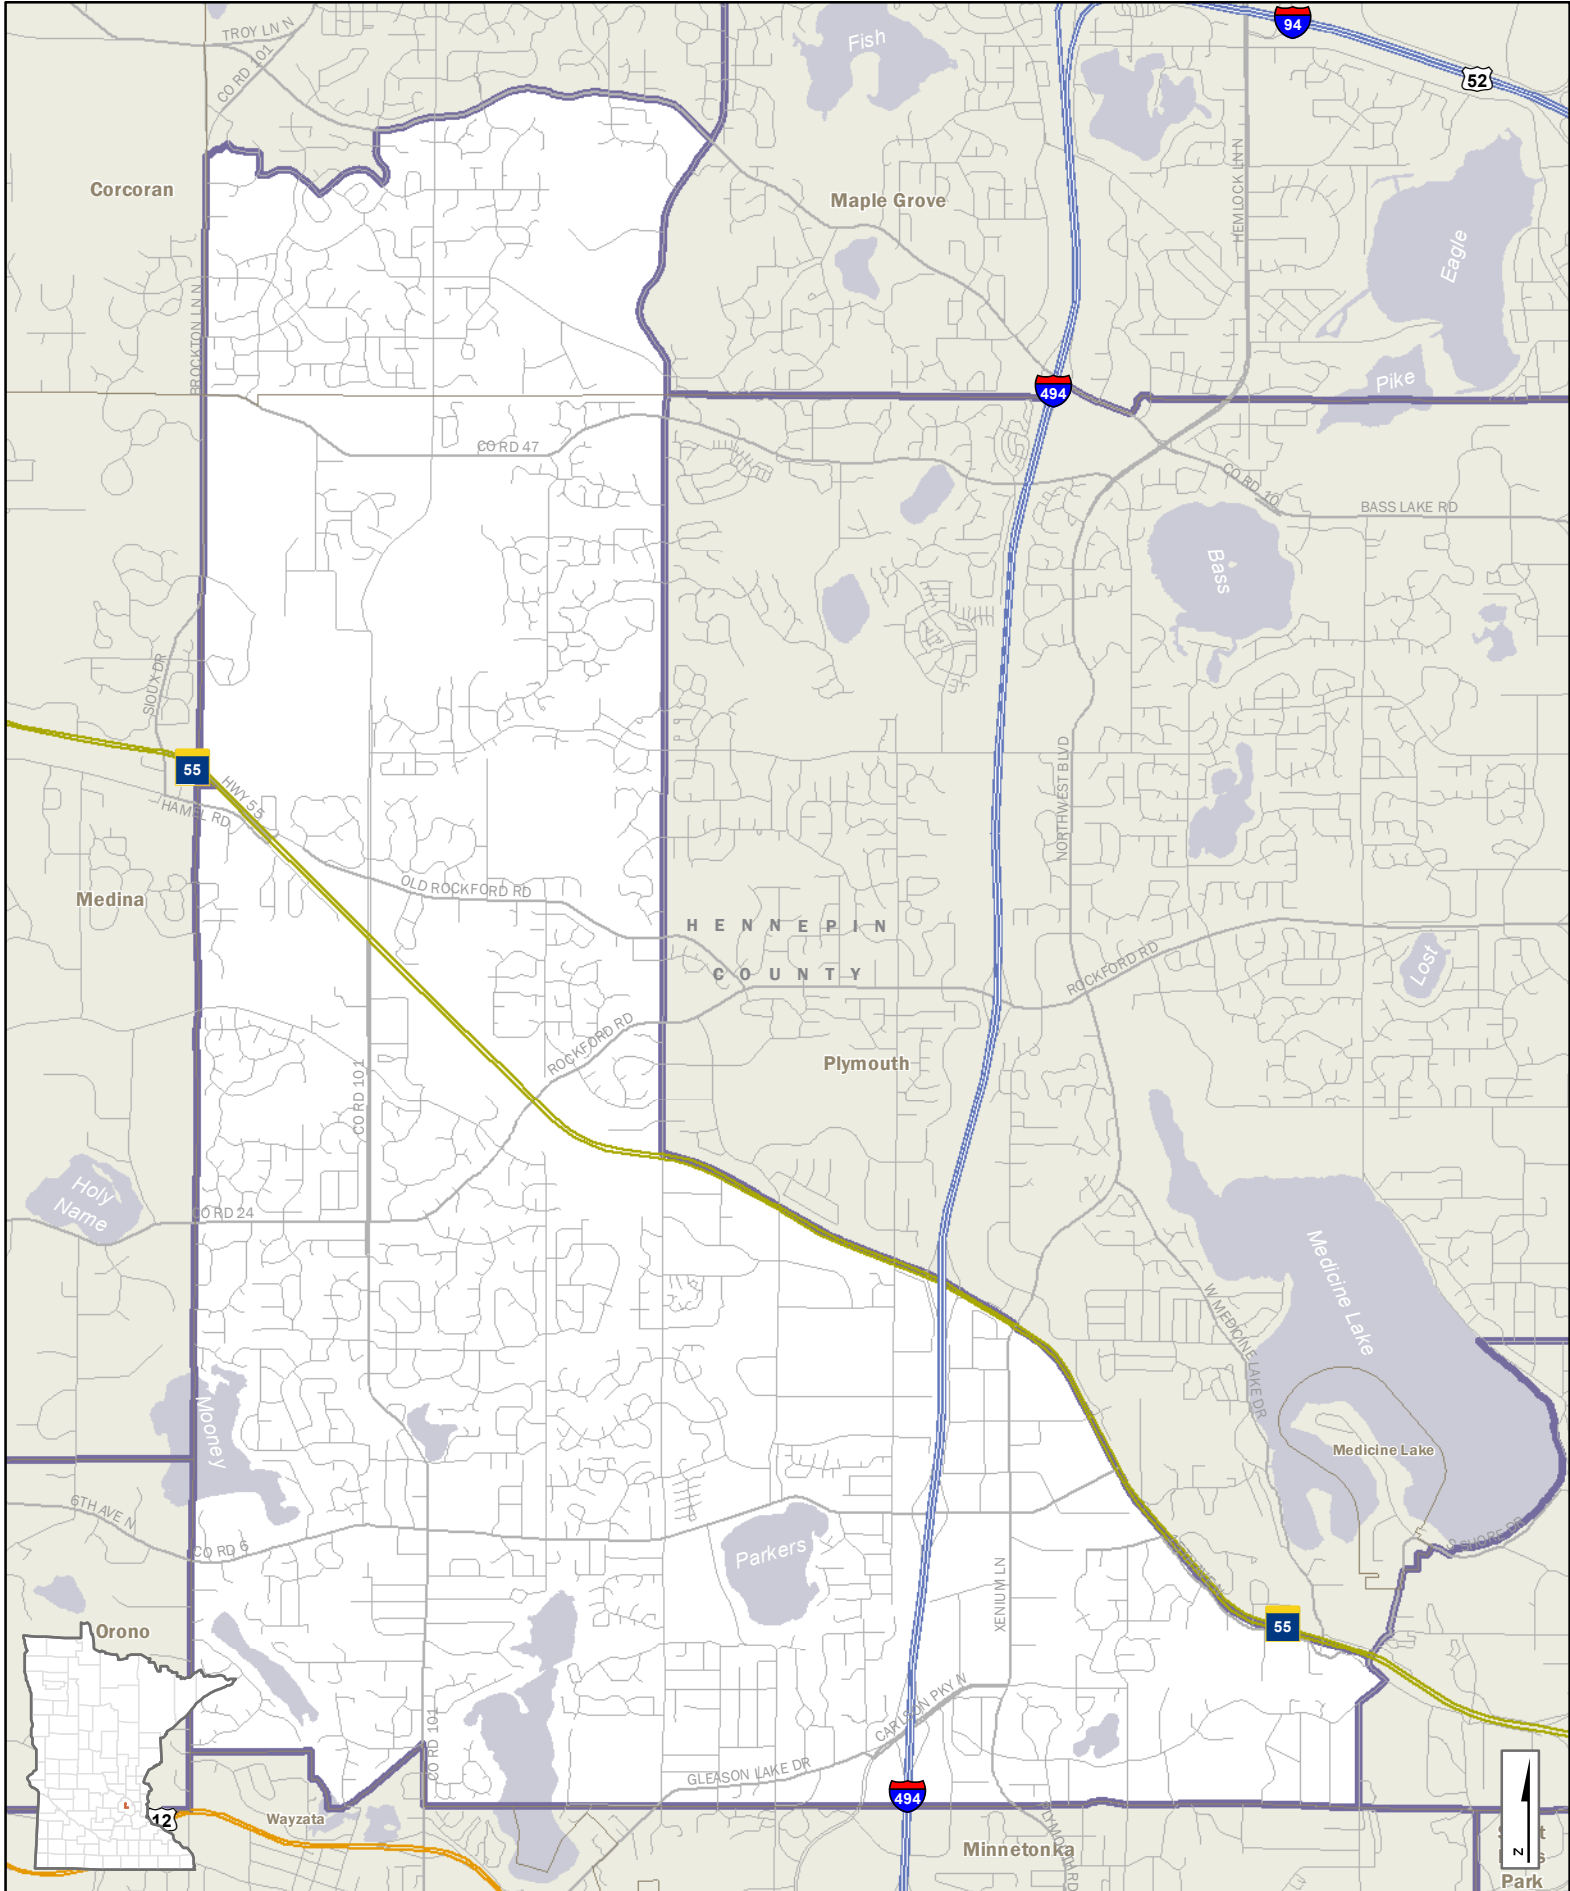 TROY LN N
CO RD 101
Fish
94
52
Corcoran
Maple Grove
HEMLOCK LN N
Eagle
BROCKTON LN N
Pike
494
CO RD 47
CO RD 10
BASS LAKE RD
Bass
SIOUX DR
55
HWY 55
HAMEL RD
NORTHWEST BLVD
Medina
OLD ROCKFORD RD
HENNEPIN
COUNTY
ROCKFORD RD
Lost
ROCKFORD RD
Plymouth
CO RD 101
Holy
Name
CO RD 24
Medicine Lake
W MEDICINE LAKE DR
Mooney
Medicine Lake
6TH AVE N
CO RD 6
Parkers
S SHORE DR
XENIUM LN
55
Orono
CARLSON PKY N
CO RD 101
GLEASON LAKE DR
494
12
Wayzata
Minnetonka
PLYMOUTH RD
N
Park